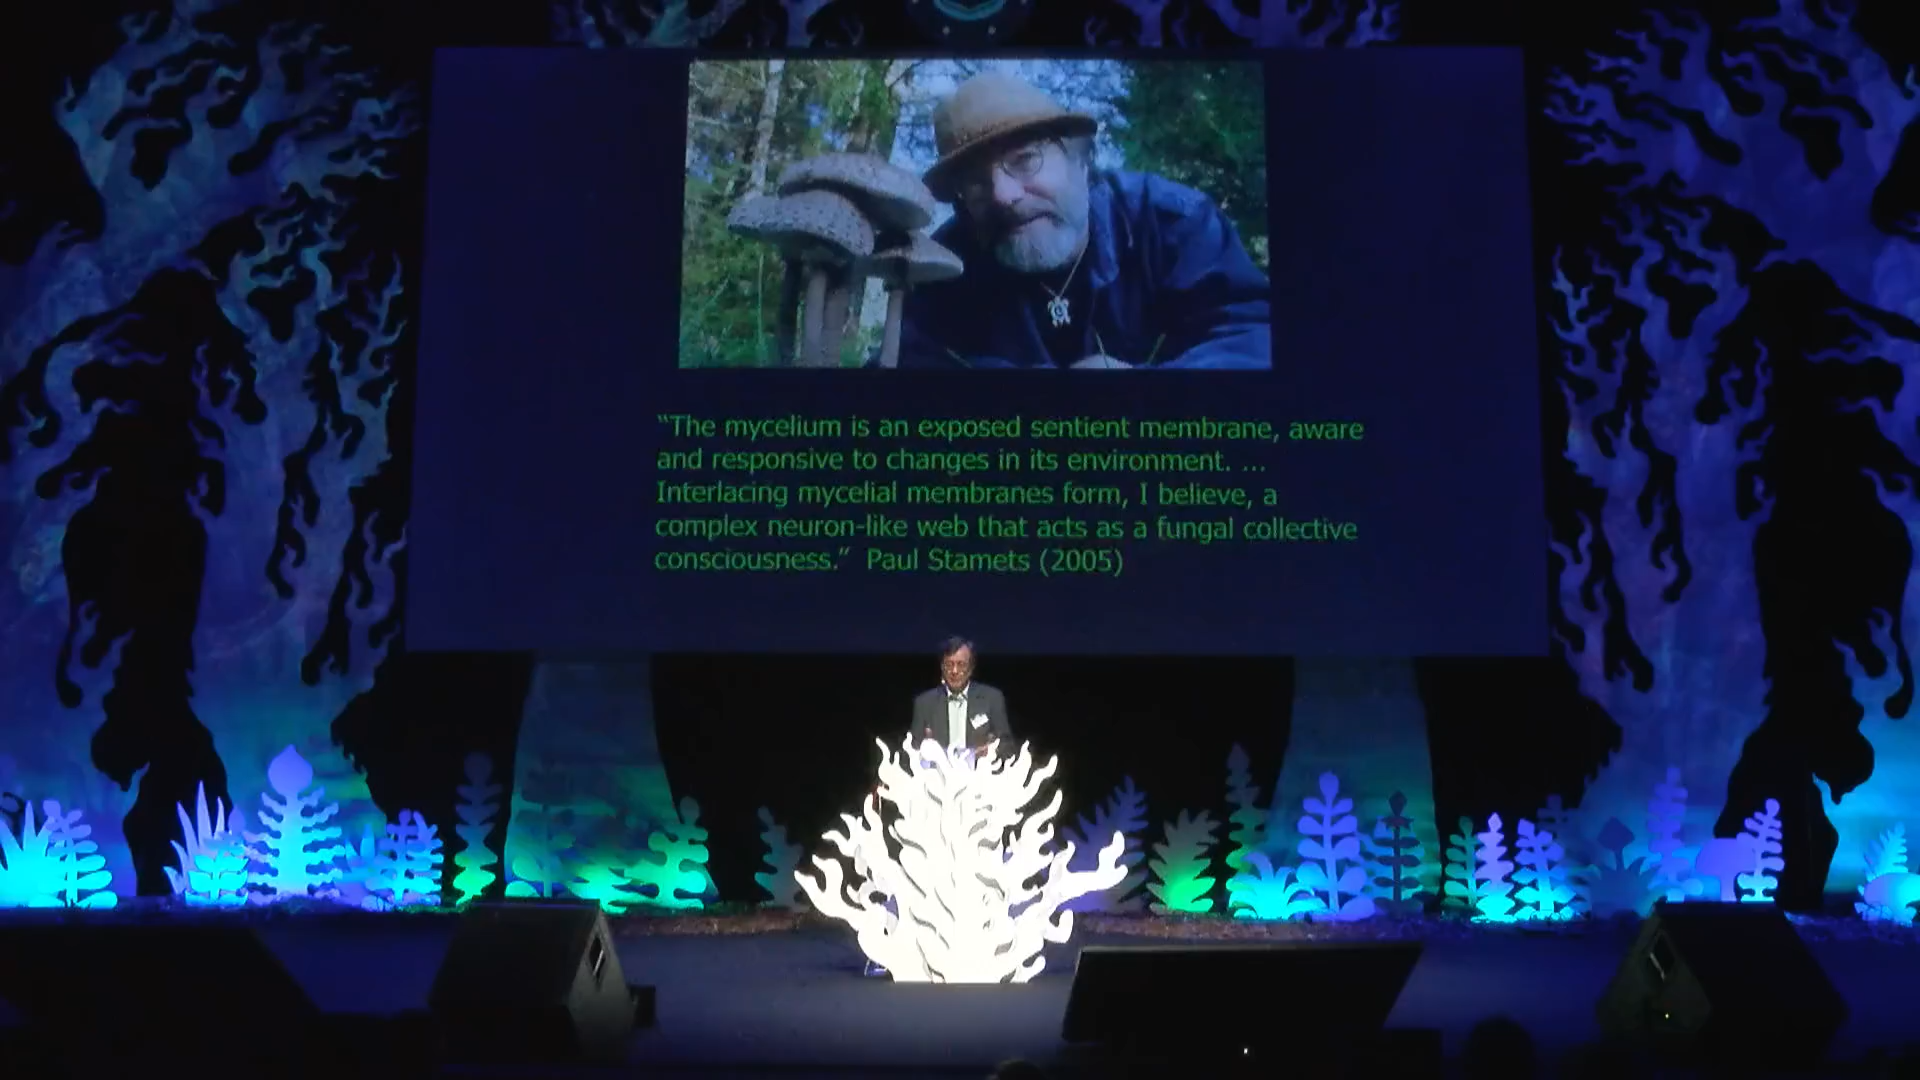 “The mycelium is an exposed sentient membrane, aware
and responsive to changes in its environment. ...
Interlacing mycelial membranes form, I believe, a
complex neuron-like web that acts as a fungal collective
consciousness.” Paul Stamets (2005)